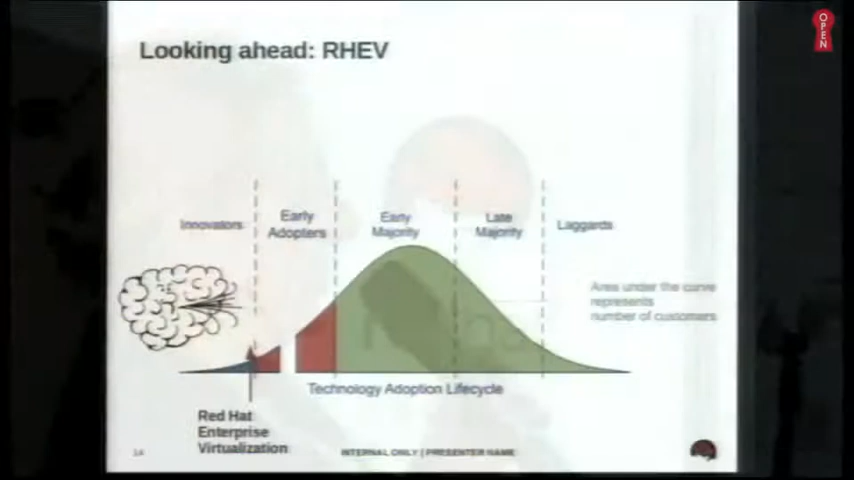 OPEN
Looking ahead: RHEV
Innovators
Early
Adopters
Early
Majority
Late
Majority
Laggards
Area under the curve
represents
number of customers
Technology Adoption Lifecycle
Red Hat
Enterprise
Virtualization
14
INTERNAL ONLY | PRESENTER NAME